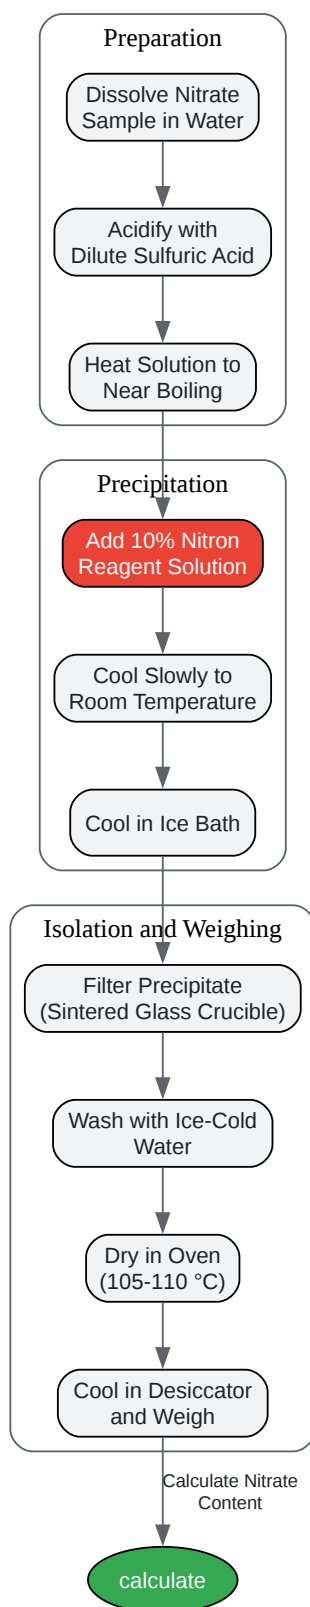 Preparation
Dissolve Nitrate
Sample in Water
Acidify with
Dilute Sulfuric Acid
Heat Solution to
Near Boiling
Precipitation
Add 10% Nitron
Reagent Solution
Cool Slowly to
Room Temperature
Cool in Ice Bath
Isolation and Weighing
Filter Precipitate
(Sintered Glass Crucible)
Wash with Ice-Cold
Water
Dry in Oven
(105-110 °C)
Cool in Desiccator
and Weigh
Calculate Nitrate
Content
calculate